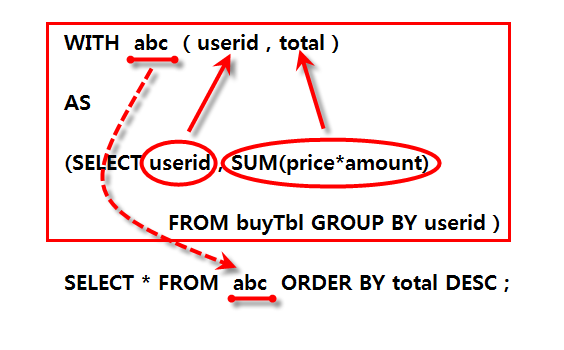 WITH abc ( userid , total )
AS
(SELECT userid , SUM(price*amount)
FROM buyTbl GROUP BY userid )
SELECT * FROM abc ORDER BY total DESC ;